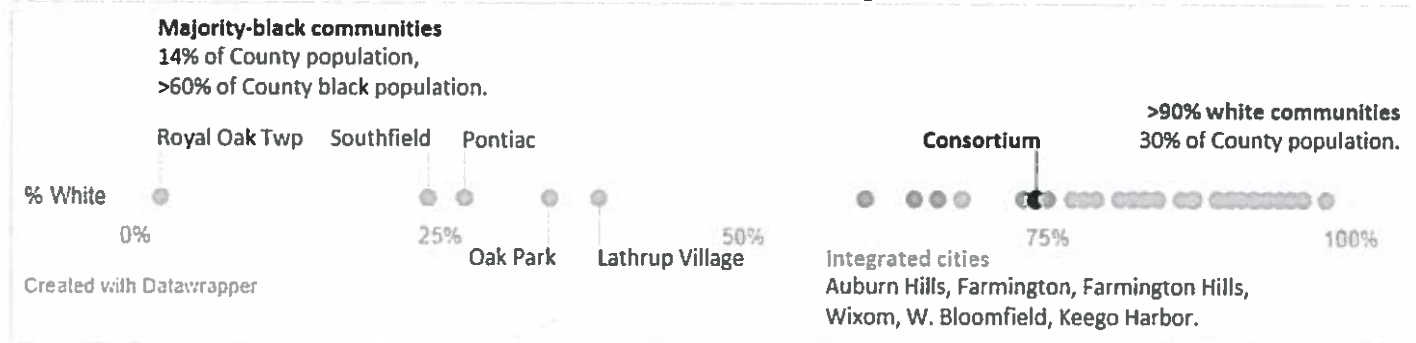 Majority-black communities
14% of County population,
>60% of County black population.
>90% white communities
30% of County population.
Royal Oak Twp Southfield Pontiac
Consortium
% White
0% 25% 50% 75% 100%
Oak Park Lathrup Village
Integrated cities
Auburn Hills, Farmington, Farmington Hills,
Wixom, W. Bloomfield, Keego Harbor.
Created with Datawrapper